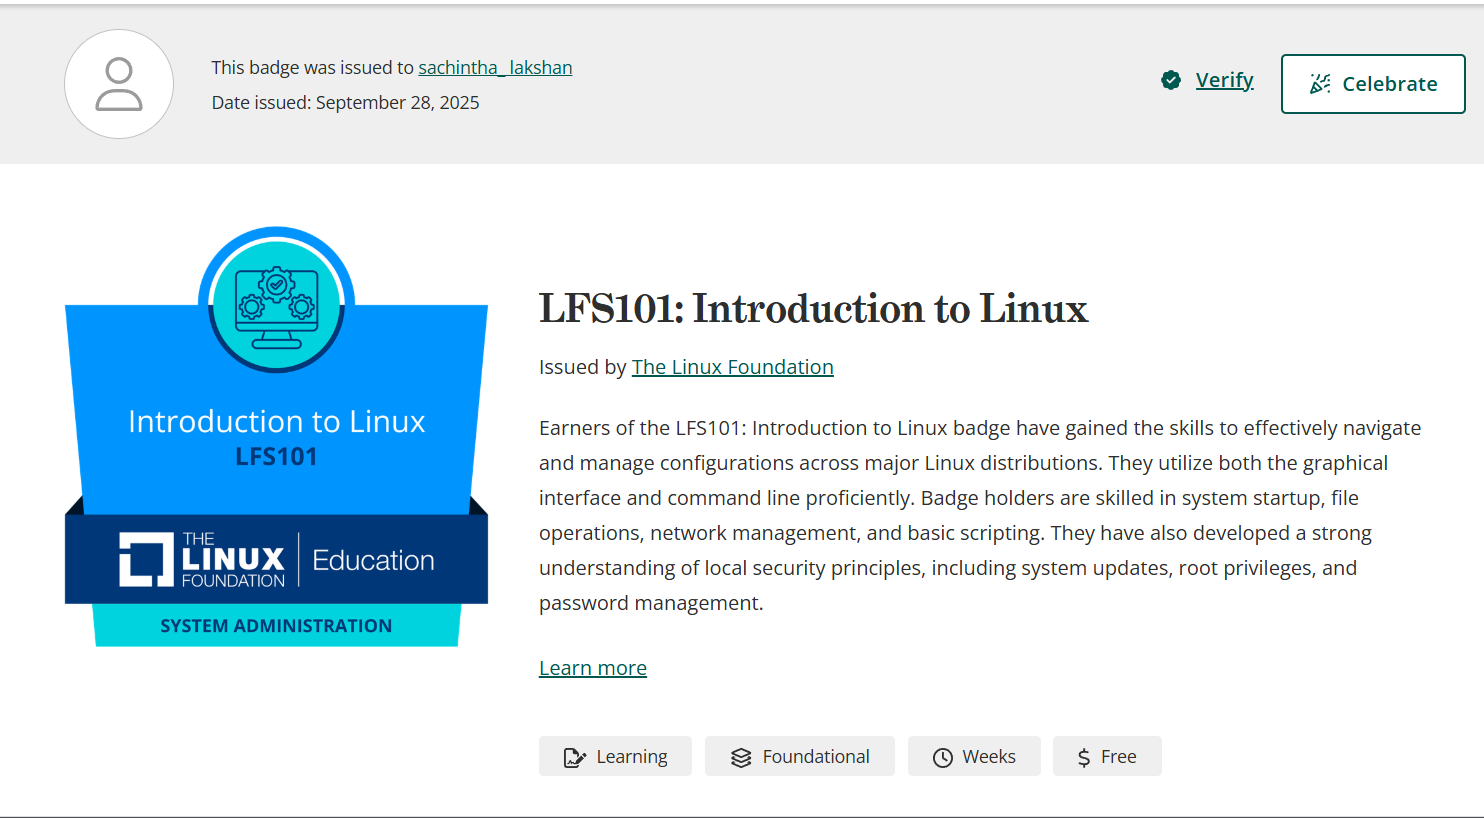 This badge was issued to sachintha_ lakshan
Date issued: September 28, 2025
Verify
Celebrate
Introduction to Linux
LFS101
THE
LINUX
FOUNDATION
Education
SYSTEM ADMINISTRATION
LFS101: Introduction to Linux
Issued by The Linux Foundation
Earners of the LFS101: Introduction to Linux badge have gained the skills to effectively navigate
and manage configurations across major Linux distributions. They utilize both the graphical
interface and command line proficiently. Badge holders are skilled in system startup, file
operations, network management, and basic scripting. They have also developed a strong
understanding of local security principles, including system updates, root privileges, and
password management.
Learn more
Learning
Foundational
Weeks
Free